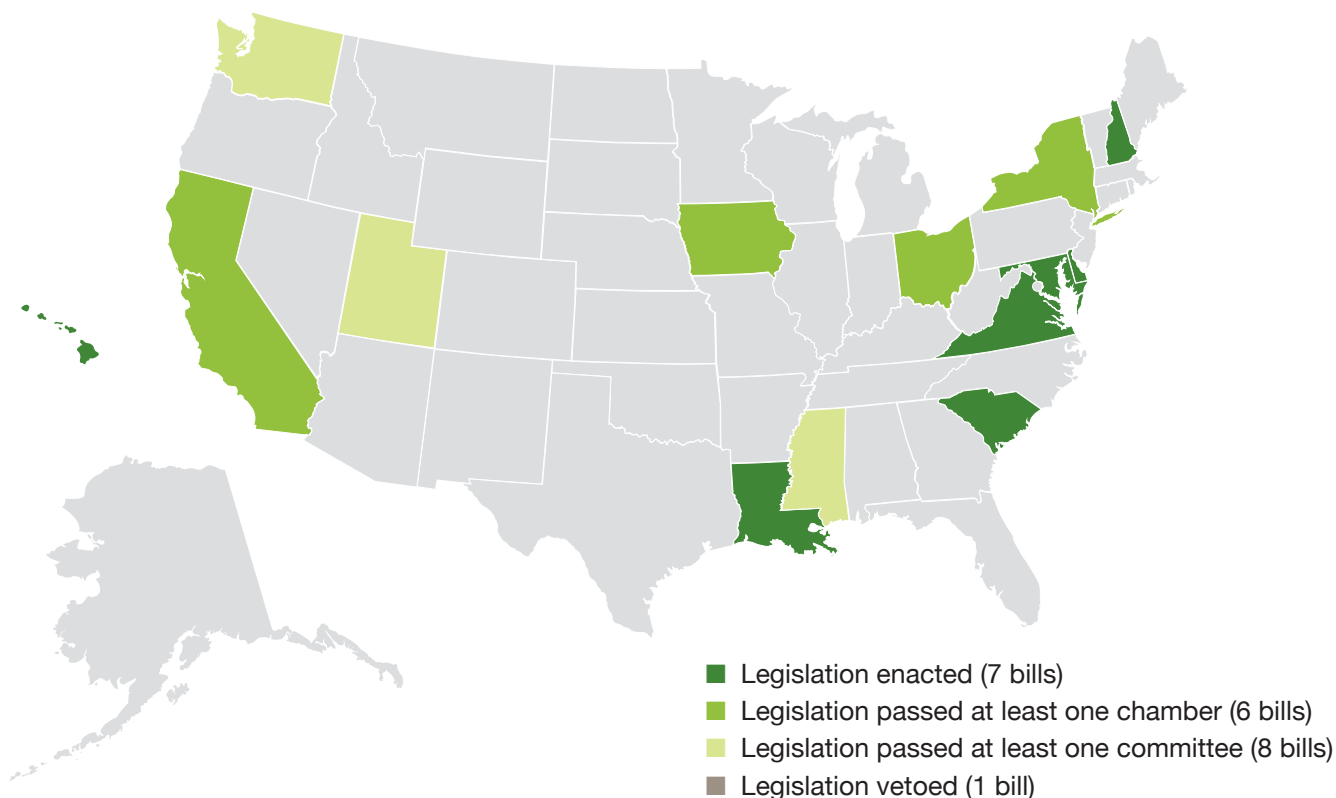 Legislation enacted (7 bills)
Legislation passed at least one chamber (6 bills)
Legislation passed at least one committee (8 bills)
Legislation vetoed (1 bill)